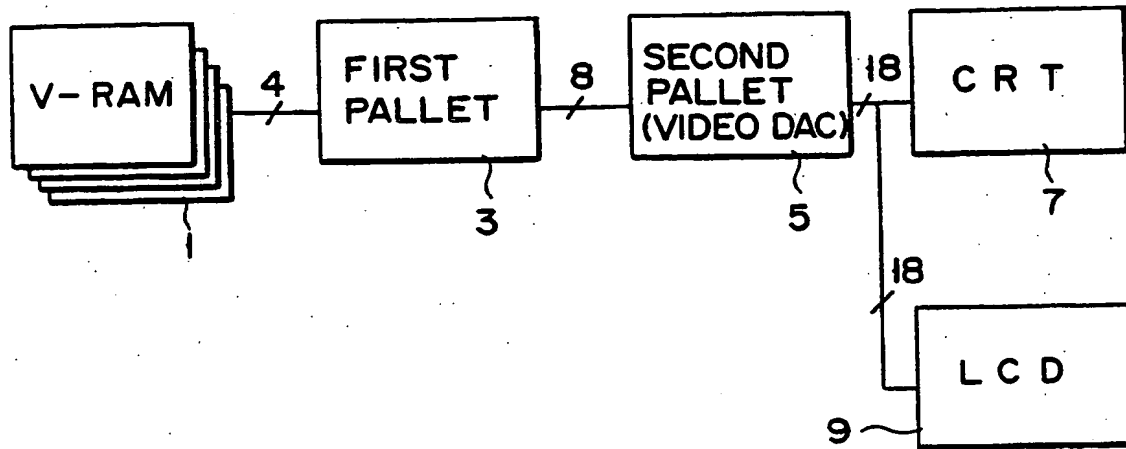 V-RAM
4
FIRST
PALLET
8
SECOND
PALLET
(VIDEO DAC)
18
C R T
1
3
5
7
18
L C D
9